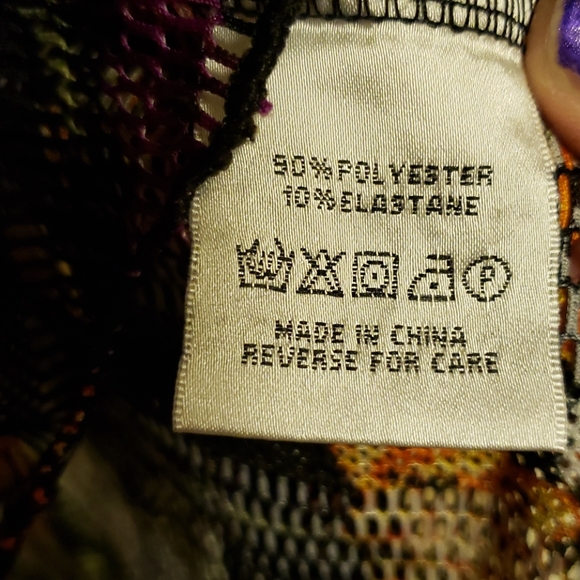 90% POLYESTER
10% ELASTANE
P
MADE IN CHINA
REVERSE FOR CARE